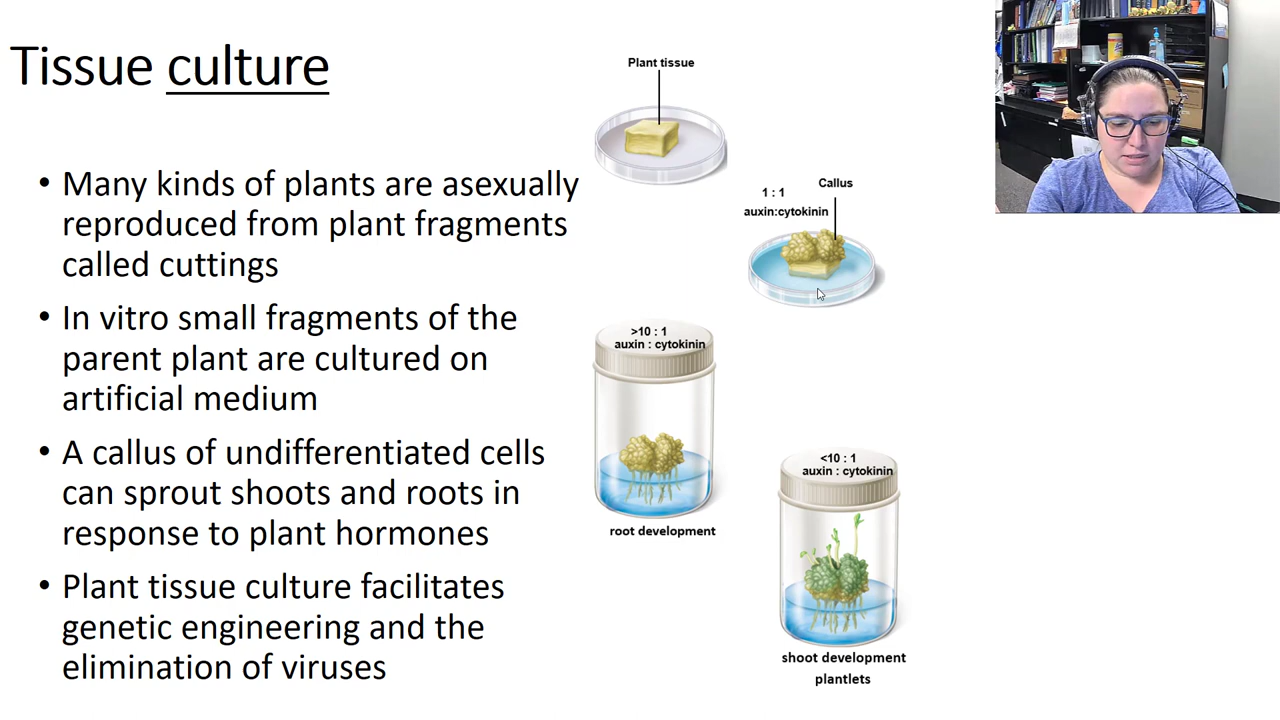 Tissue culture
• Many kinds of plants are asexually
reproduced from plant fragments
called cuttings
• In vitro small fragments of the
parent plant are cultured on
artificial medium
• A callus of undifferentiated cells
can sprout shoots and roots in
response to plant hormones
• Plant tissue culture facilitates
genetic engineering and the
elimination of viruses
Plant tissue
1 : 1
auxin:cytokinin
Callus
>10 : 1
auxin : cytokinin
root development
<10 : 1
auxin : cytokinin
shoot development
plantlets